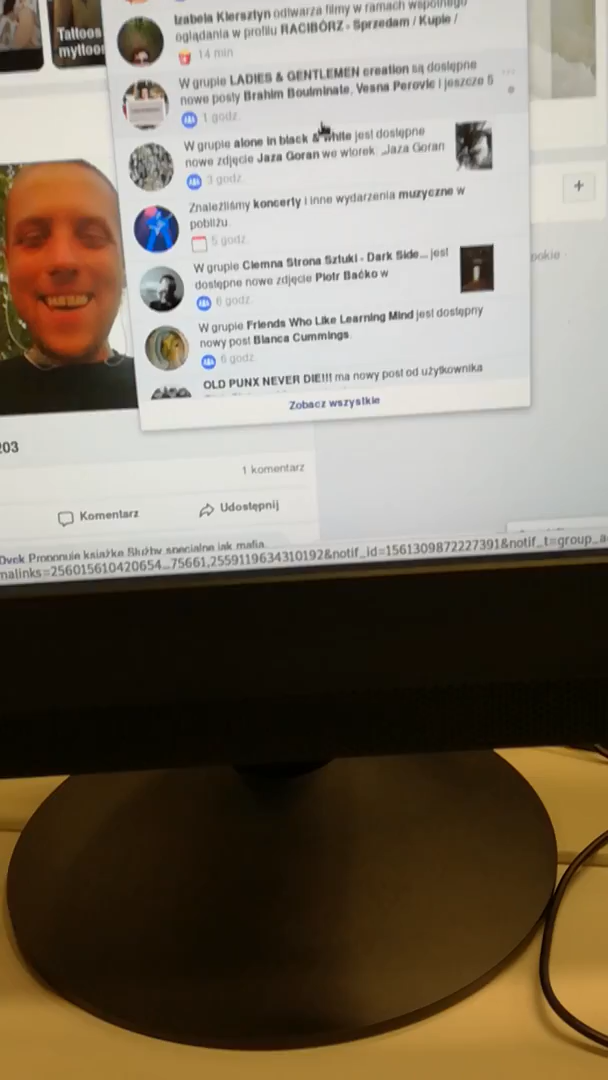 Tattoos
mytloor
Izabela Kiersztyn odtwarza filmy w ramach wspólnego
oglądania w profilu RACIBÓRZ - Sprzedam / Kupię /
14 min
W grupie LADIES & GENTLEMEN creation są dostępne
nowe posty Brahim Boulminate, Vesna Perovic i jeszcze 5
1 godz.
W grupie alone in black & white jest dostępne
nowe zdjęcie Jaza Goran we wtorek. „Jaza Goran
3 godz.
Znaleźliśmy koncerty i inne wydarzenia muzyczne w
pobliżu.
5 godz.
W grupie Ciemna Strona Sztuki - Dark Side... jest
dostępne nowe zdjęcie Piotr Baćko w
6 godz.
W grupie Friends Who Like Learning Mind jest dostępny
nowy post Bianca Cummings.
6 godz.
OLD PUNX NEVER DIE!!! ma nowy post od użytkownika
Zobacz wszystkie
203
1 komentarz
Komentarz
Udostępnij
Proponuje książkę Służby specjalne jak mafia.
malinks=256015610420654...75661,2559119634310192&notif_id=1561309872227391&notif_t=group_a